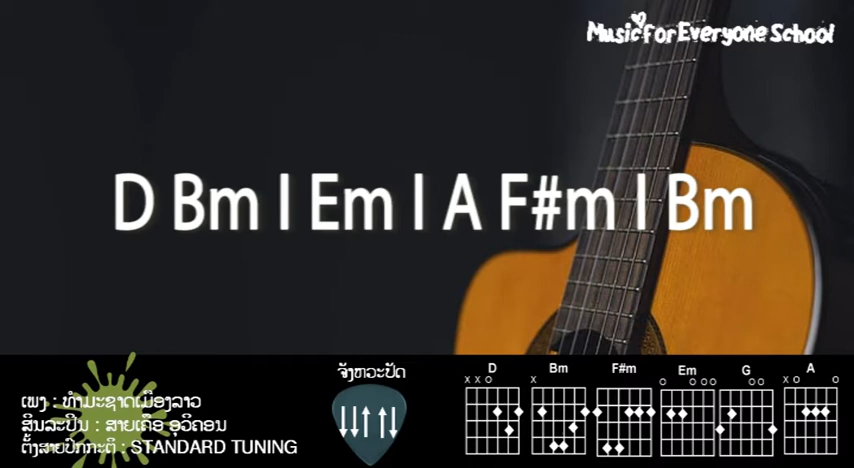 Music for Everyone School
D Bm | Em | A F#m | Bm
ຈັງຫວະປັດ
D Bm F#m Em G A
x x o x o o o o o o x o o
ເພງ : ທຳມະຊາດເມືອງລາວ
ສິນລະປິນ : ສາຍເຄືອ ອຸວິຄອນ
ຕັ້ງສາຍປົກກະຕິ : STANDARD TUNING